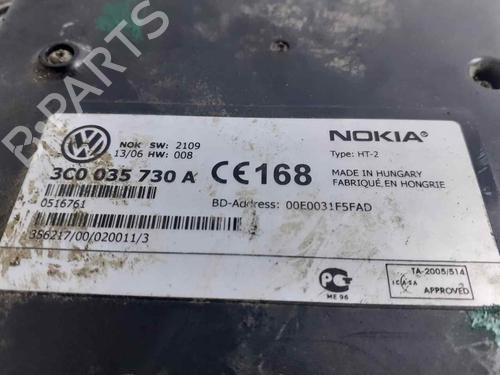 B-PARTS
NOK SW: 2109
13/06 HW: 008
3C0 035 730 A
CE168
0516761
356217/00/020011/3
NOKIA
Type: HT-2
MADE IN HUNGARY
FABRIQUÉ EN HONGRIE
BD-Address: 00E0031F5FAD
ME 96
TA-2005/514
ICASA APPROVED